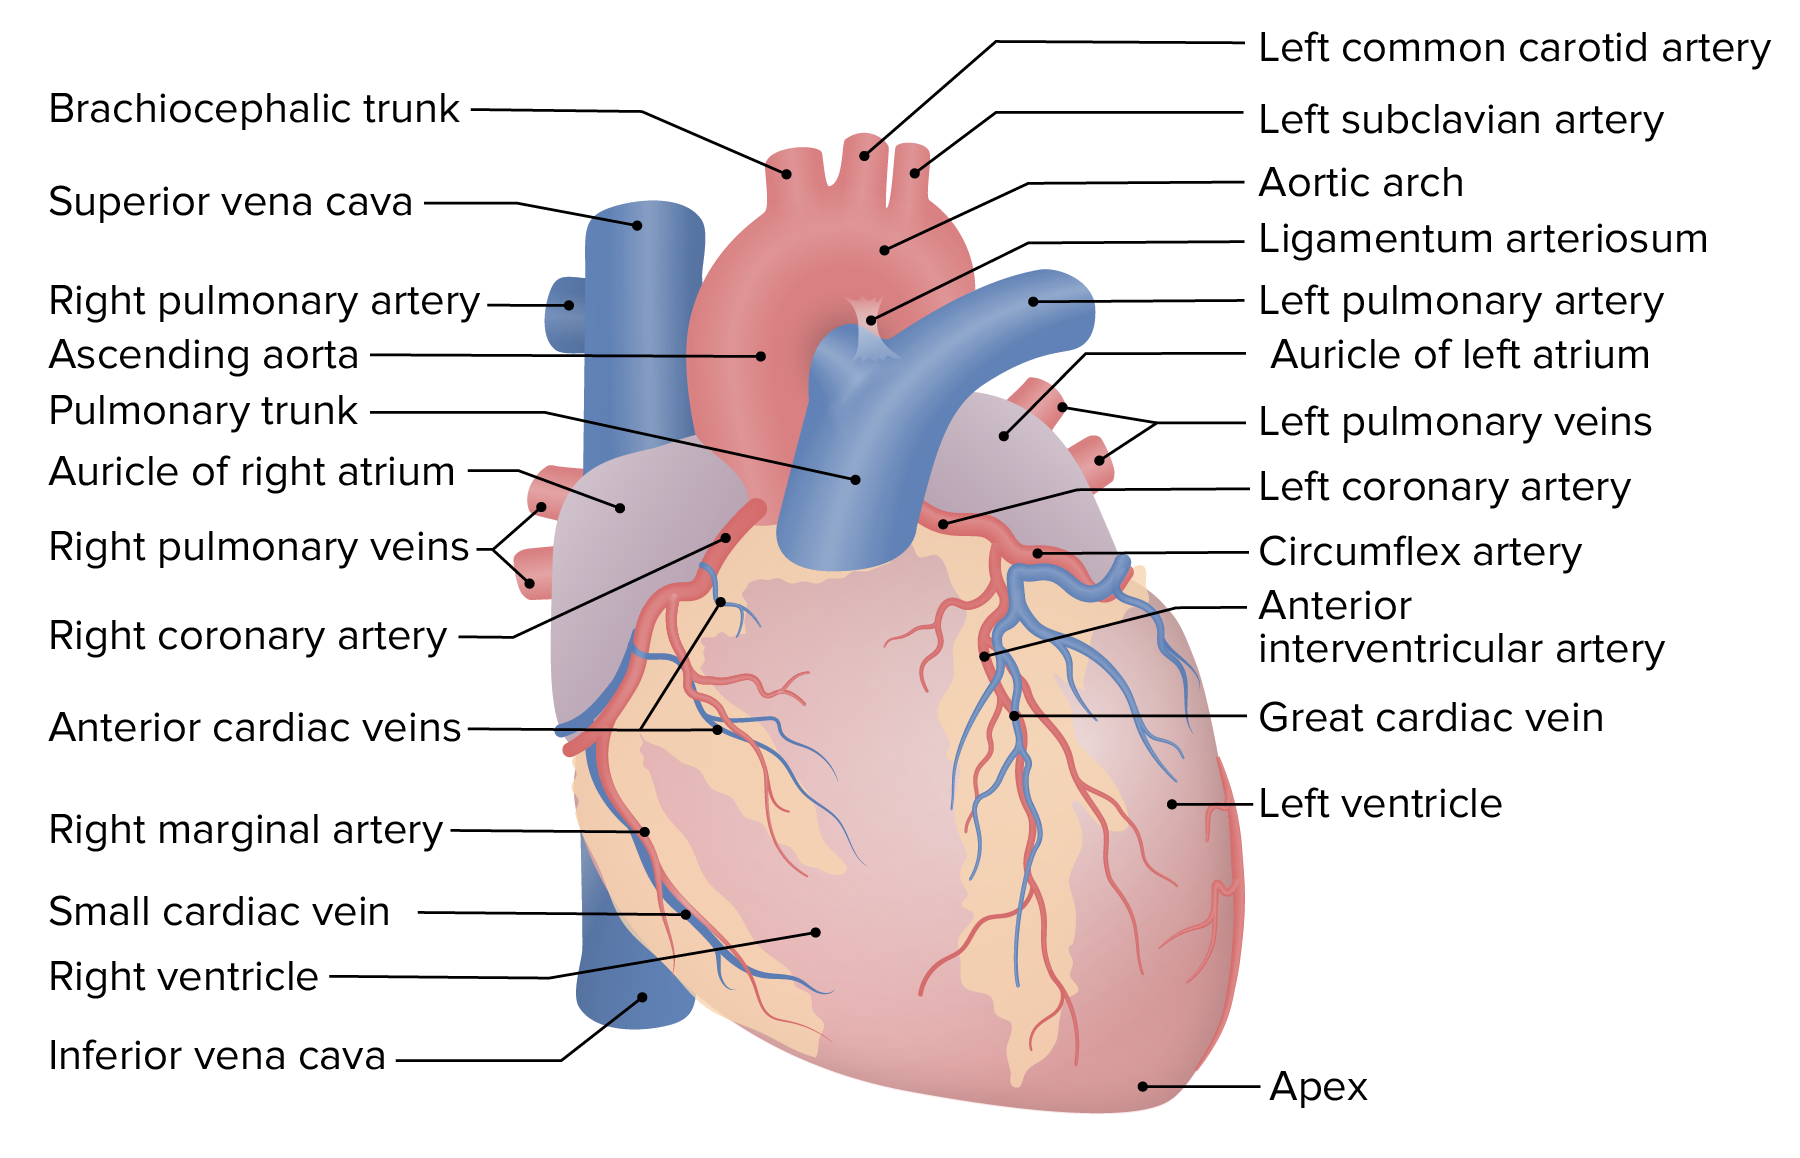 Brachiocephalic trunk
Superior vena cava
Right pulmonary artery
Ascending aorta
Pulmonary trunk
Auricle of right atrium
Right pulmonary veins
Right coronary artery
Anterior cardiac veins
Right marginal artery
Small cardiac vein
Right ventricle
Inferior vena cava
Left common carotid artery
Left subclavian artery
Aortic arch
Ligamentum arteriosum
Left pulmonary artery
Auricle of left atrium
Left pulmonary veins
Left coronary artery
Circumflex artery
Anterior
interventricular artery
Great cardiac vein
Left ventricle
Apex